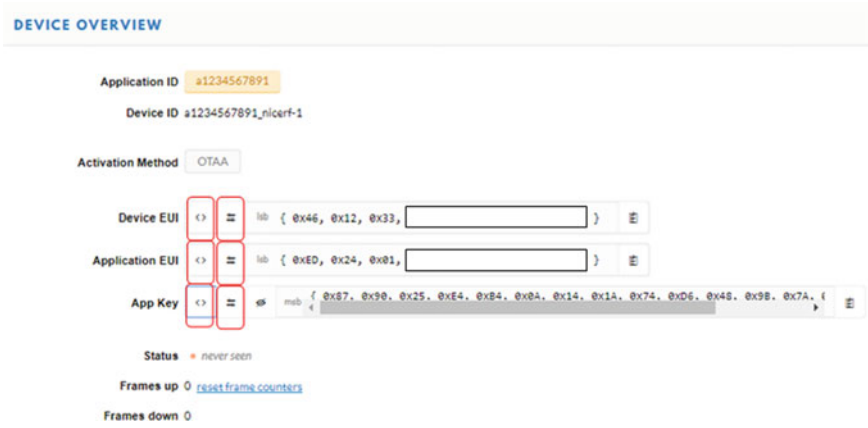 DEVICE OVERVIEW
Application ID a1234567891
Device ID a1234567891_nicerf-1
Activation Method OTAA
Device EUI <> lsb { 0x46, 0x12, 0x33, }
Application EUI <> lsb { 0xED, 0x24, 0x01, }
App Key <> msb { 0x87, 0x90, 0x25, 0xE4, 0xB4, 0x0A, 0x14, 0x1A, 0x74, 0xD6, 0x48, 0x9B, 0x7A,
Status never seen
Frames up 0 reset frame counters
Frames down 0